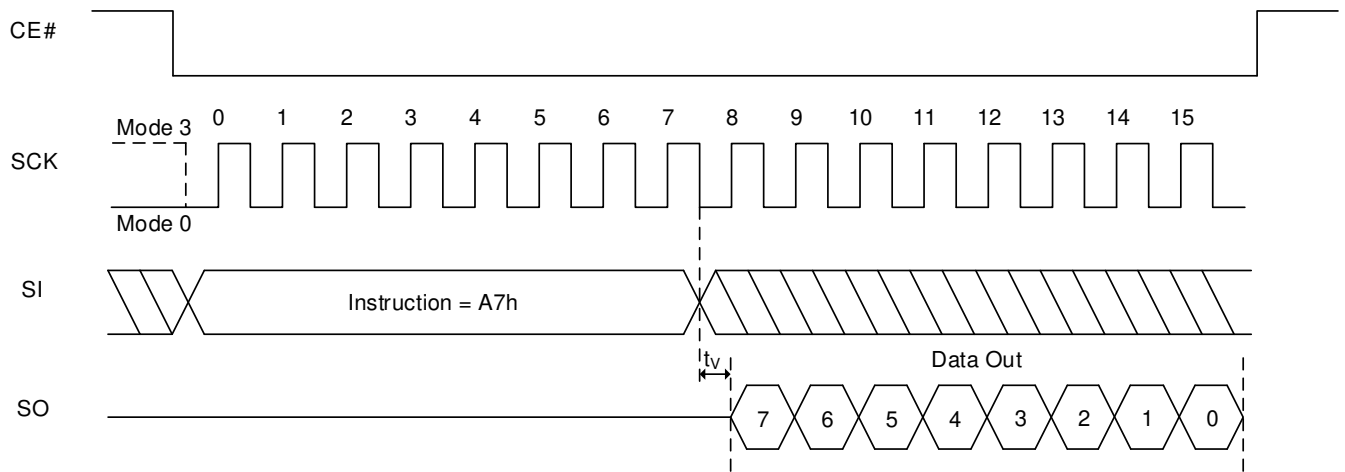 CE#
Mode 3 0 1 2 3 4 5 6 7 8 9 10 11 12 13 14 15
SCK
Mode 0
SI Instruction = A7h
tV Data Out
SO 7 6 5 4 3 2 1 0